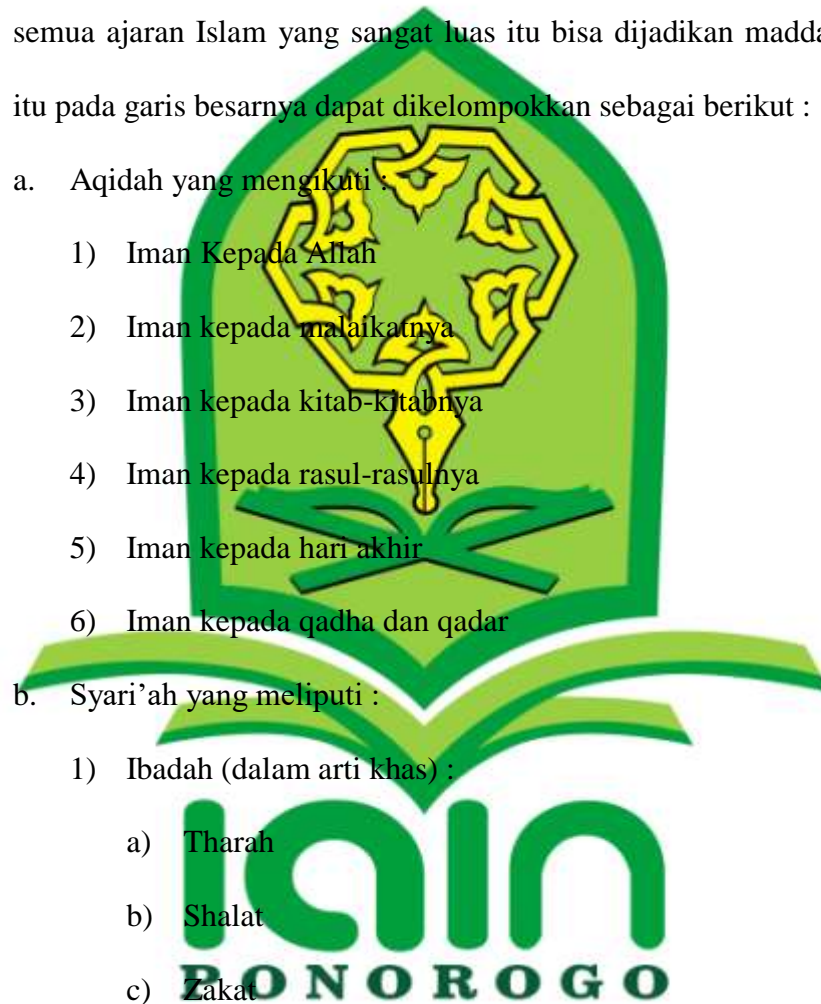 semua ajaran Islam yang sangat luas itu bisa dijadikan madda
itu pada garis besarnya dapat dikelompokkan sebagai berikut :
a. Aqidah yang mengikuti :
1) Iman Kepada Allah
2) Iman kepada malaikatnya
3) Iman kepada kitab-kitabnya
4) Iman kepada rasul-rasulnya
5) Iman kepada hari akhir
6) Iman kepada qadha dan qadar
b. Syari’ah yang meliputi :
1) Ibadah (dalam arti khas) :
a) Tharah
b) Shalat
c) Zakat
iain
PONOROGO